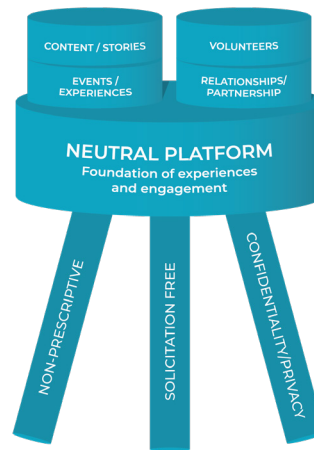 CONTENT / STORIES
VOLUNTEERS
EVENTS /
EXPERIENCES
RELATIONSHIPS/
PARTNERSHIP
NEUTRAL PLATFORM
Foundation of experiences
and engagement
NON-PRESCRIPTIVE
SOLICITATION FREE
CONFIDENTIALITY/PRIVACY